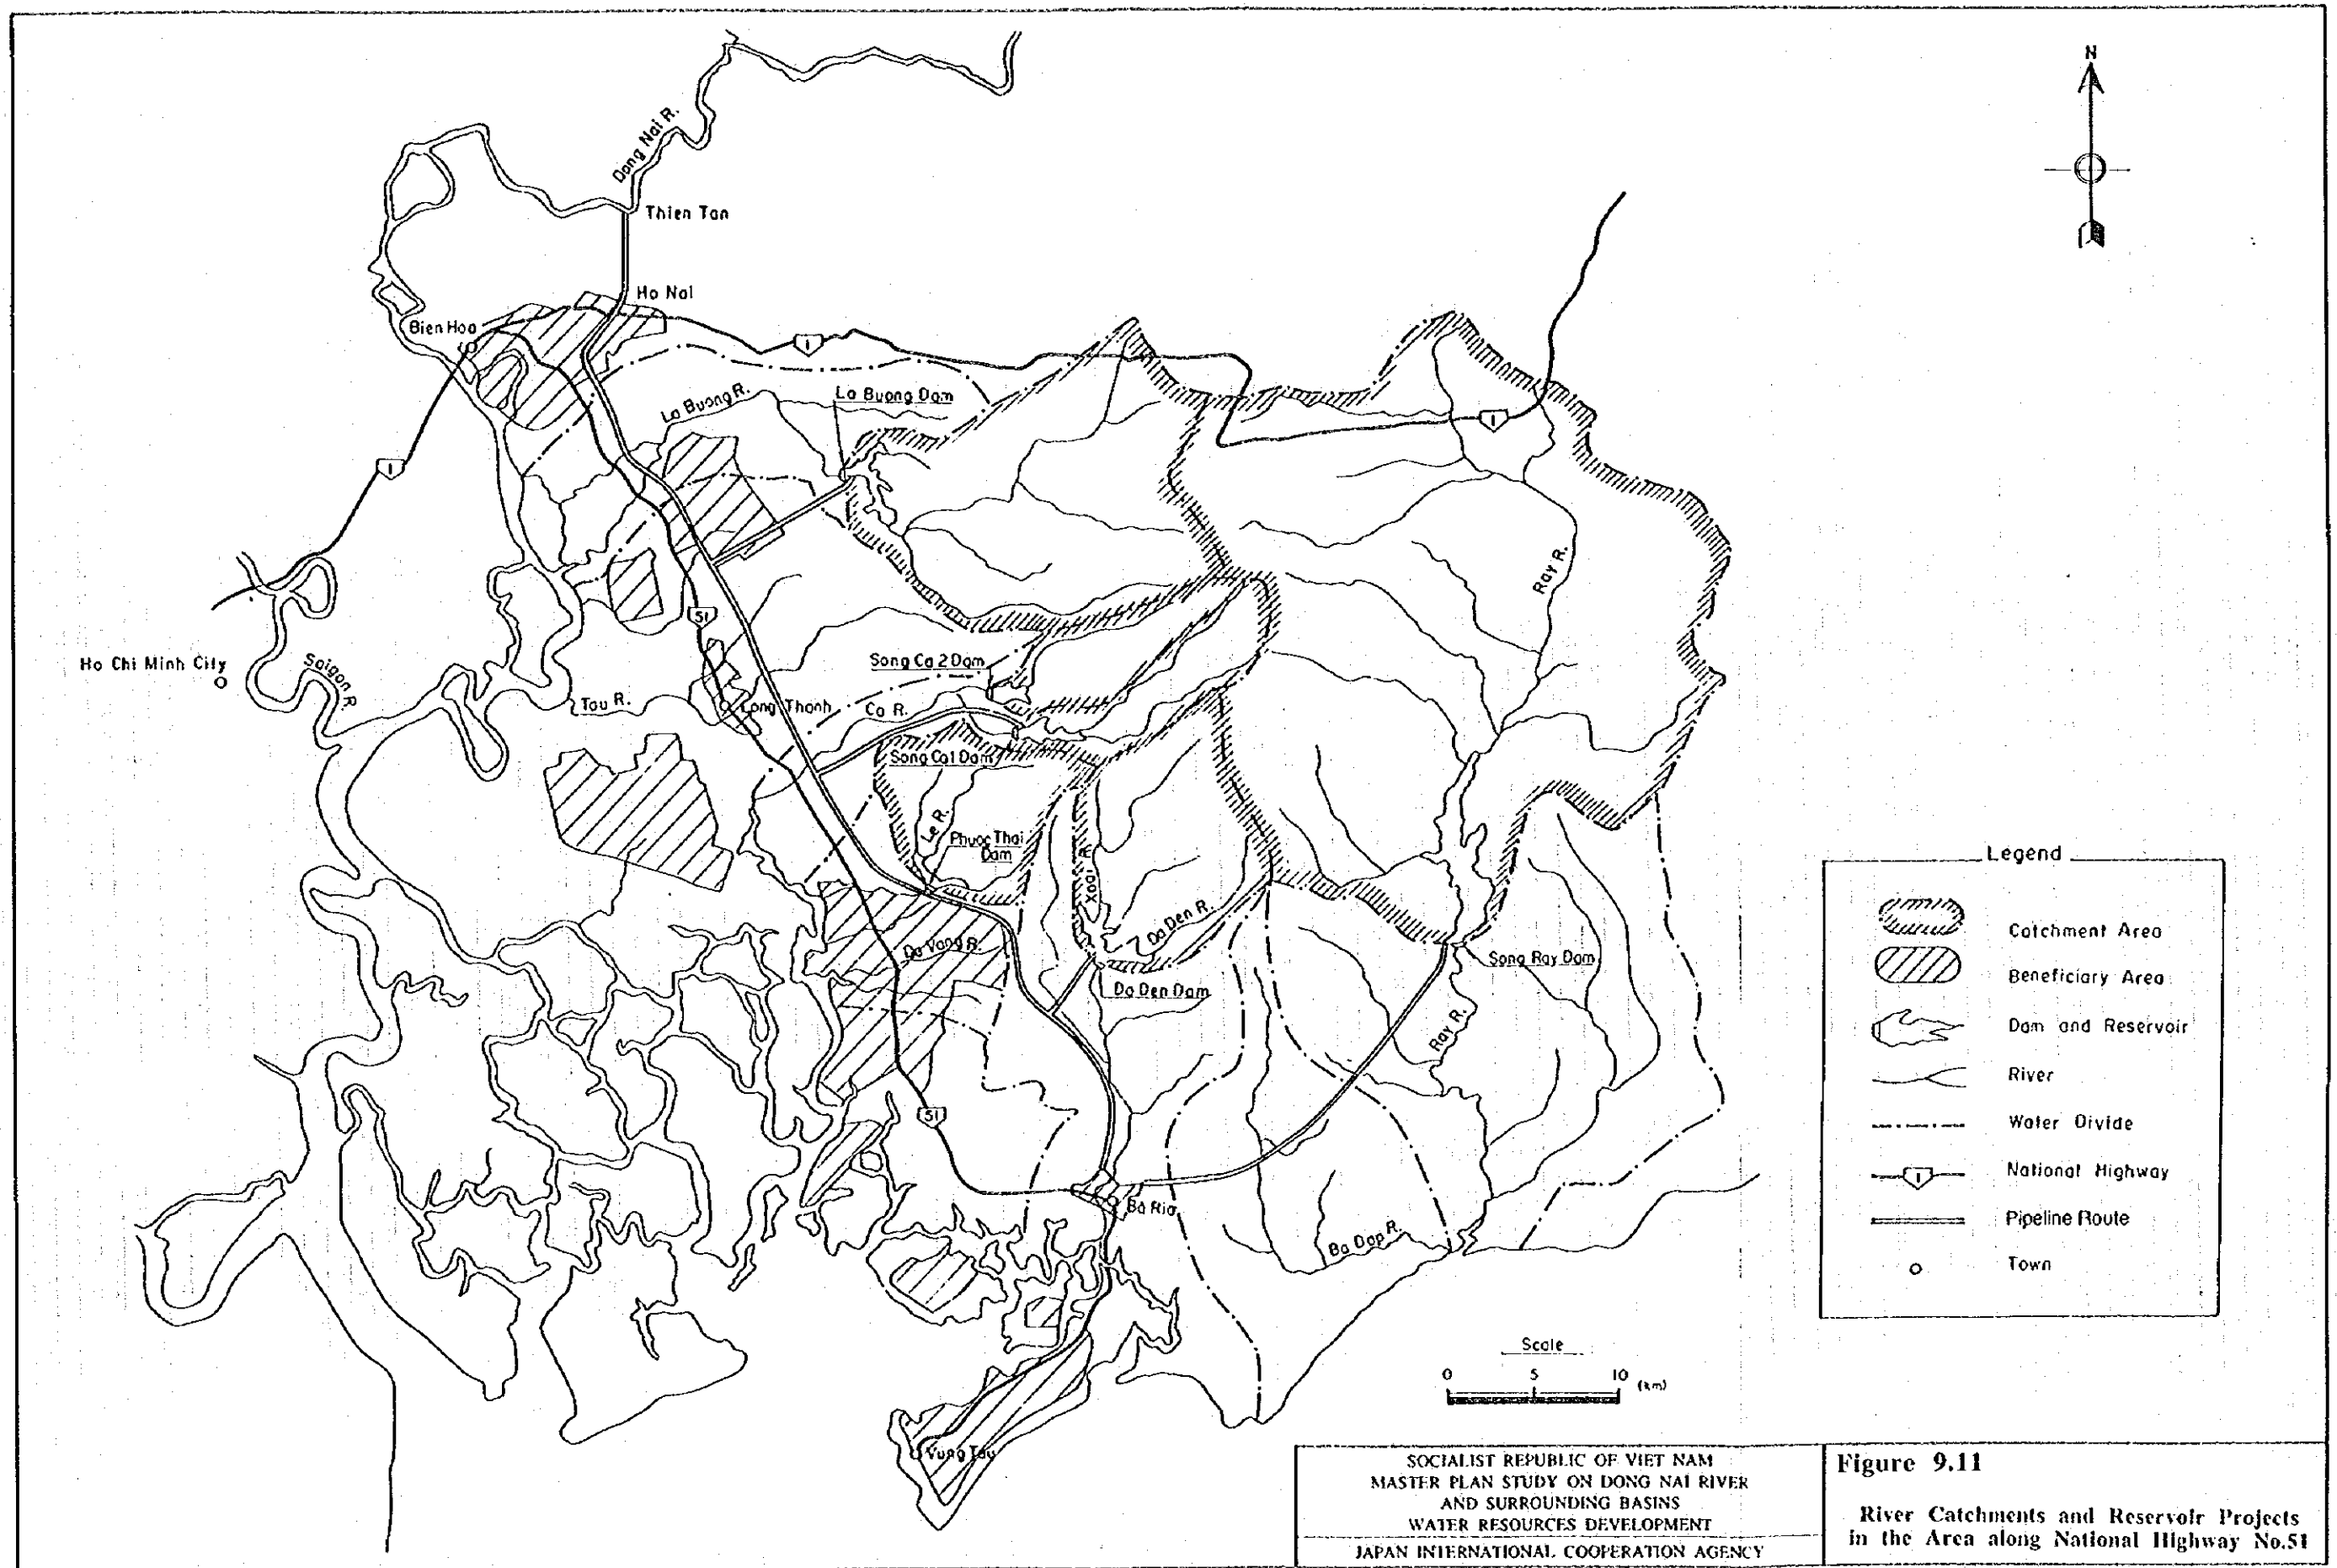 N
Dong Nai R.
Thien Tan
Ho Nai
Bien Hoa
1
La Buong R.
La Buong Dam
1
1
Ray R.
51
Ho Chi Minh City
Saigon R.
Song Ca 2 Dam
Tau R.
Long Thanh
Ca R.
Song Ca1 Dam
Le R.
Phuoc Thai
Dam
Xoai R.
Da Den R.
Da Vang R.
Song Ray Dam
Da Den Dam
Ray R.
51
Ba Ria
Ba Dap R.
Vung Tau
Legend
Catchment Area
Beneficiary Area
Dam and Reservoir
River
Water Divide
1
National Highway
Pipeline Route
Town
Scale
0 5 10 (km)
SOCIALIST REPUBLIC OF VIET NAM
MASTER PLAN STUDY ON DONG NAI RIVER
AND SURROUNDING BASINS
WATER RESOURCES DEVELOPMENT
JAPAN INTERNATIONAL COOPERATION AGENCY
Figure 9.11
River Catchments and Reservoir Projects
in the Area along National Highway No.51